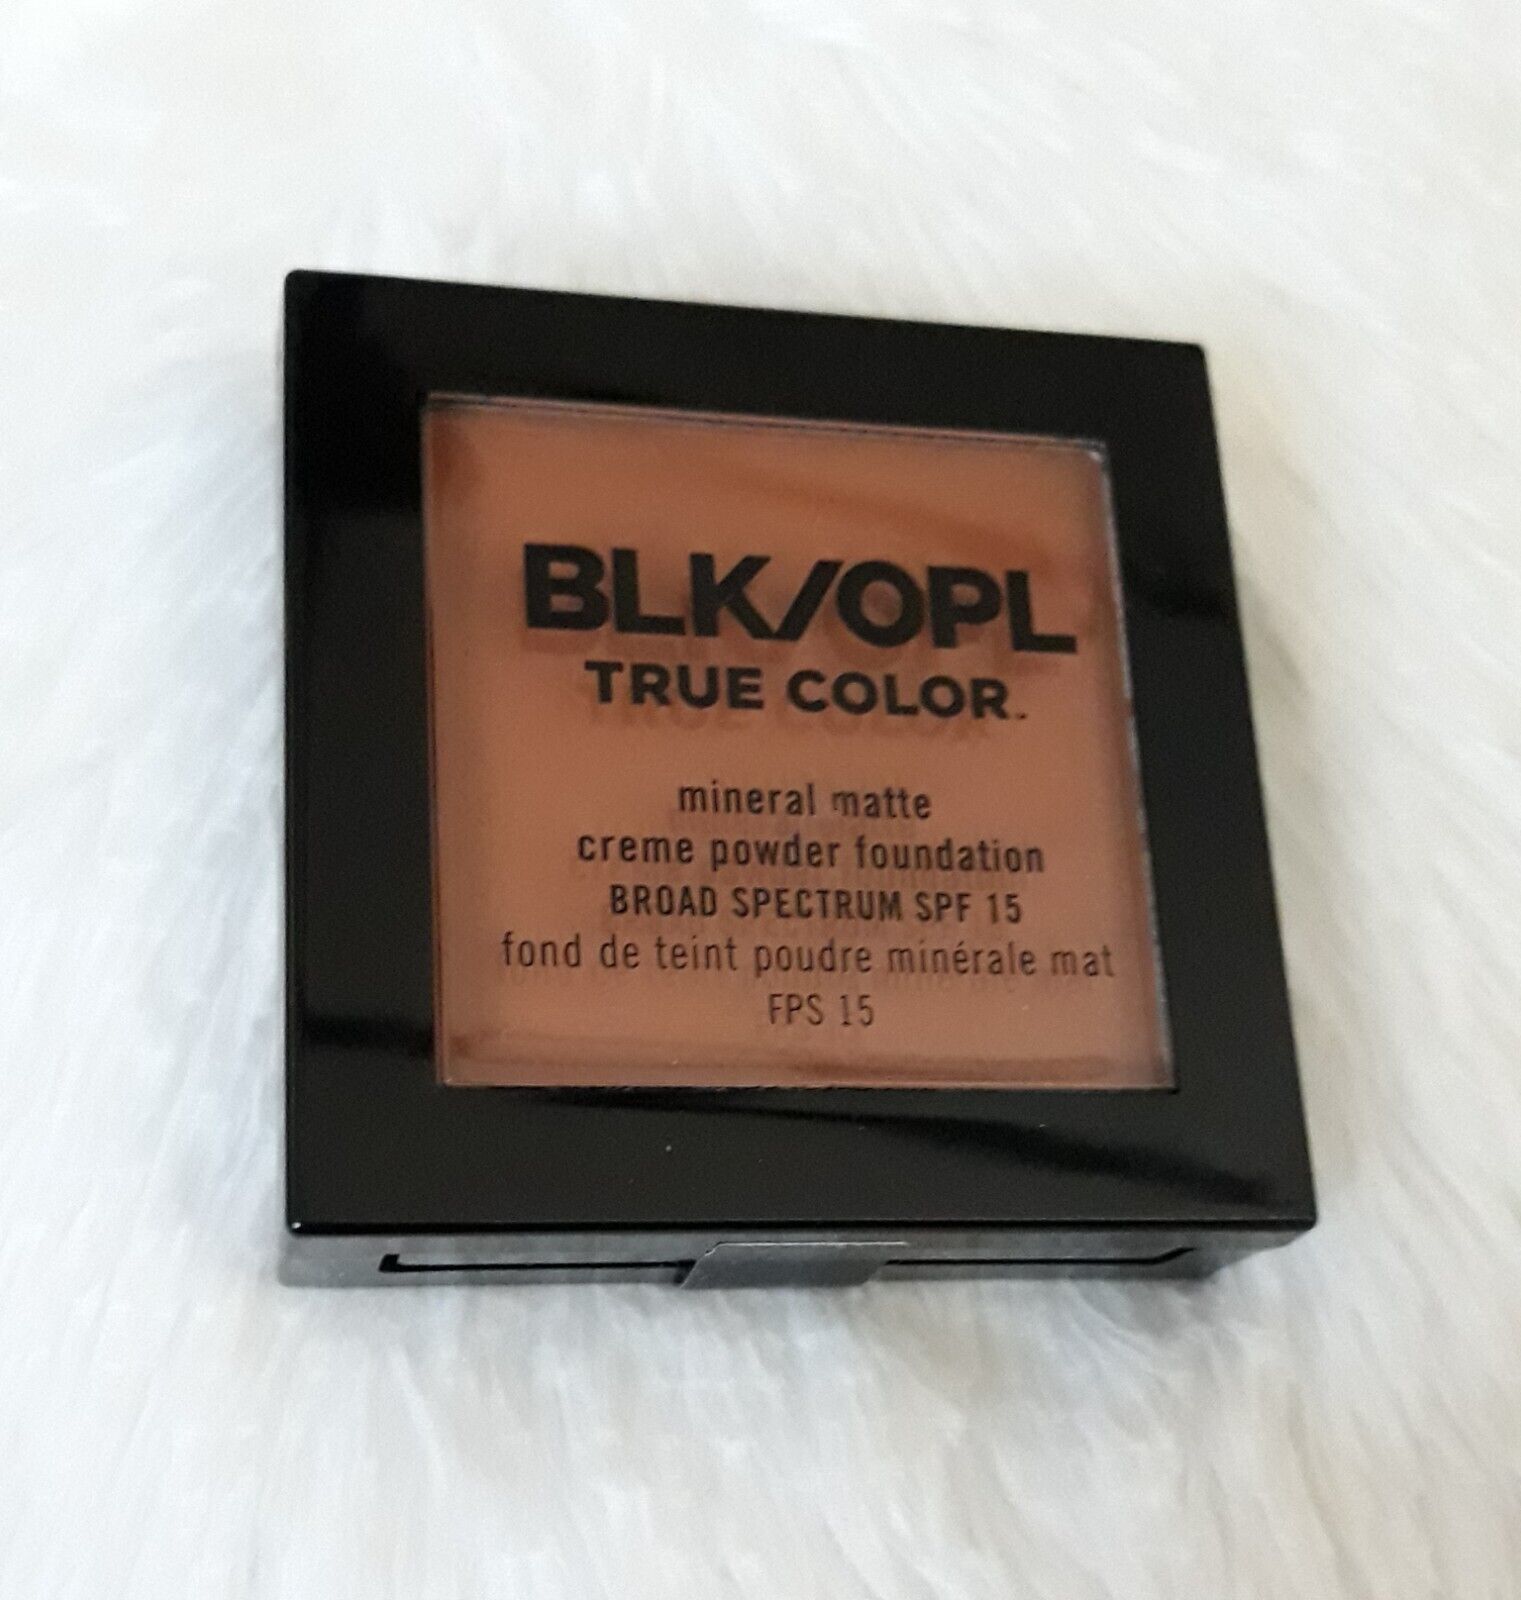 BLK/OPL
TRUE COLOR™
mineral matte
creme powder foundation
BROAD SPECTRUM SPF 15
fond de teint poudre minérale mat
FPS 15